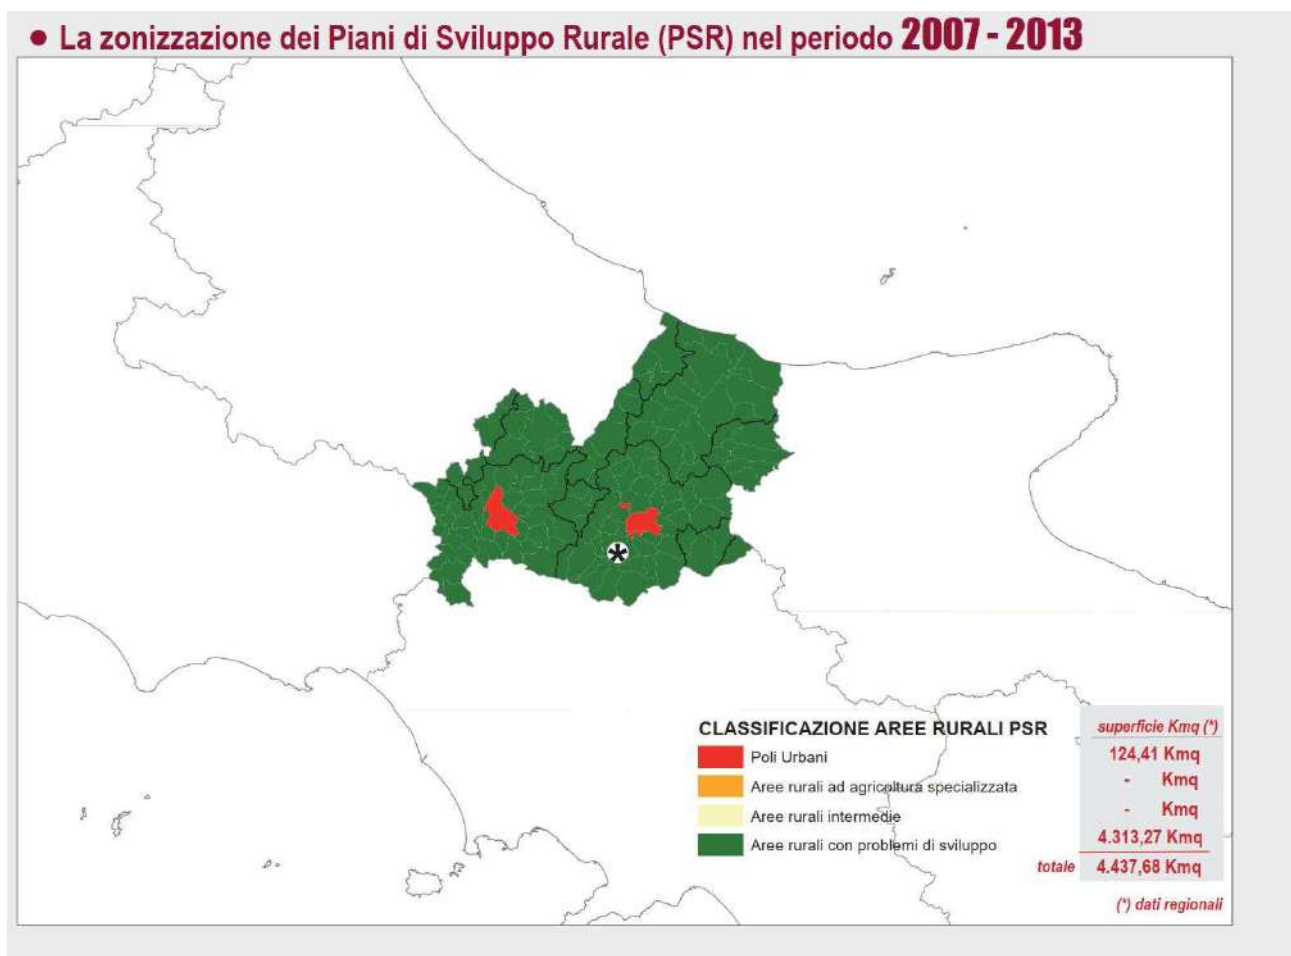 • La zonizzazione dei Piani di Sviluppo Rurale (PSR) nel periodo 2007 - 2013
*
CLASSIFICAZIONE AREE RURALI PSR
superficie Kmq (*)
Poli Urbani
124,41 Kmq
Aree rurali ad agricoltura specializzata
- Kmq
Aree rurali intermedie
- Kmq
Aree rurali con problemi di sviluppo
4.313,27 Kmq
totale 4.437,68 Kmq
(*) dati regionali